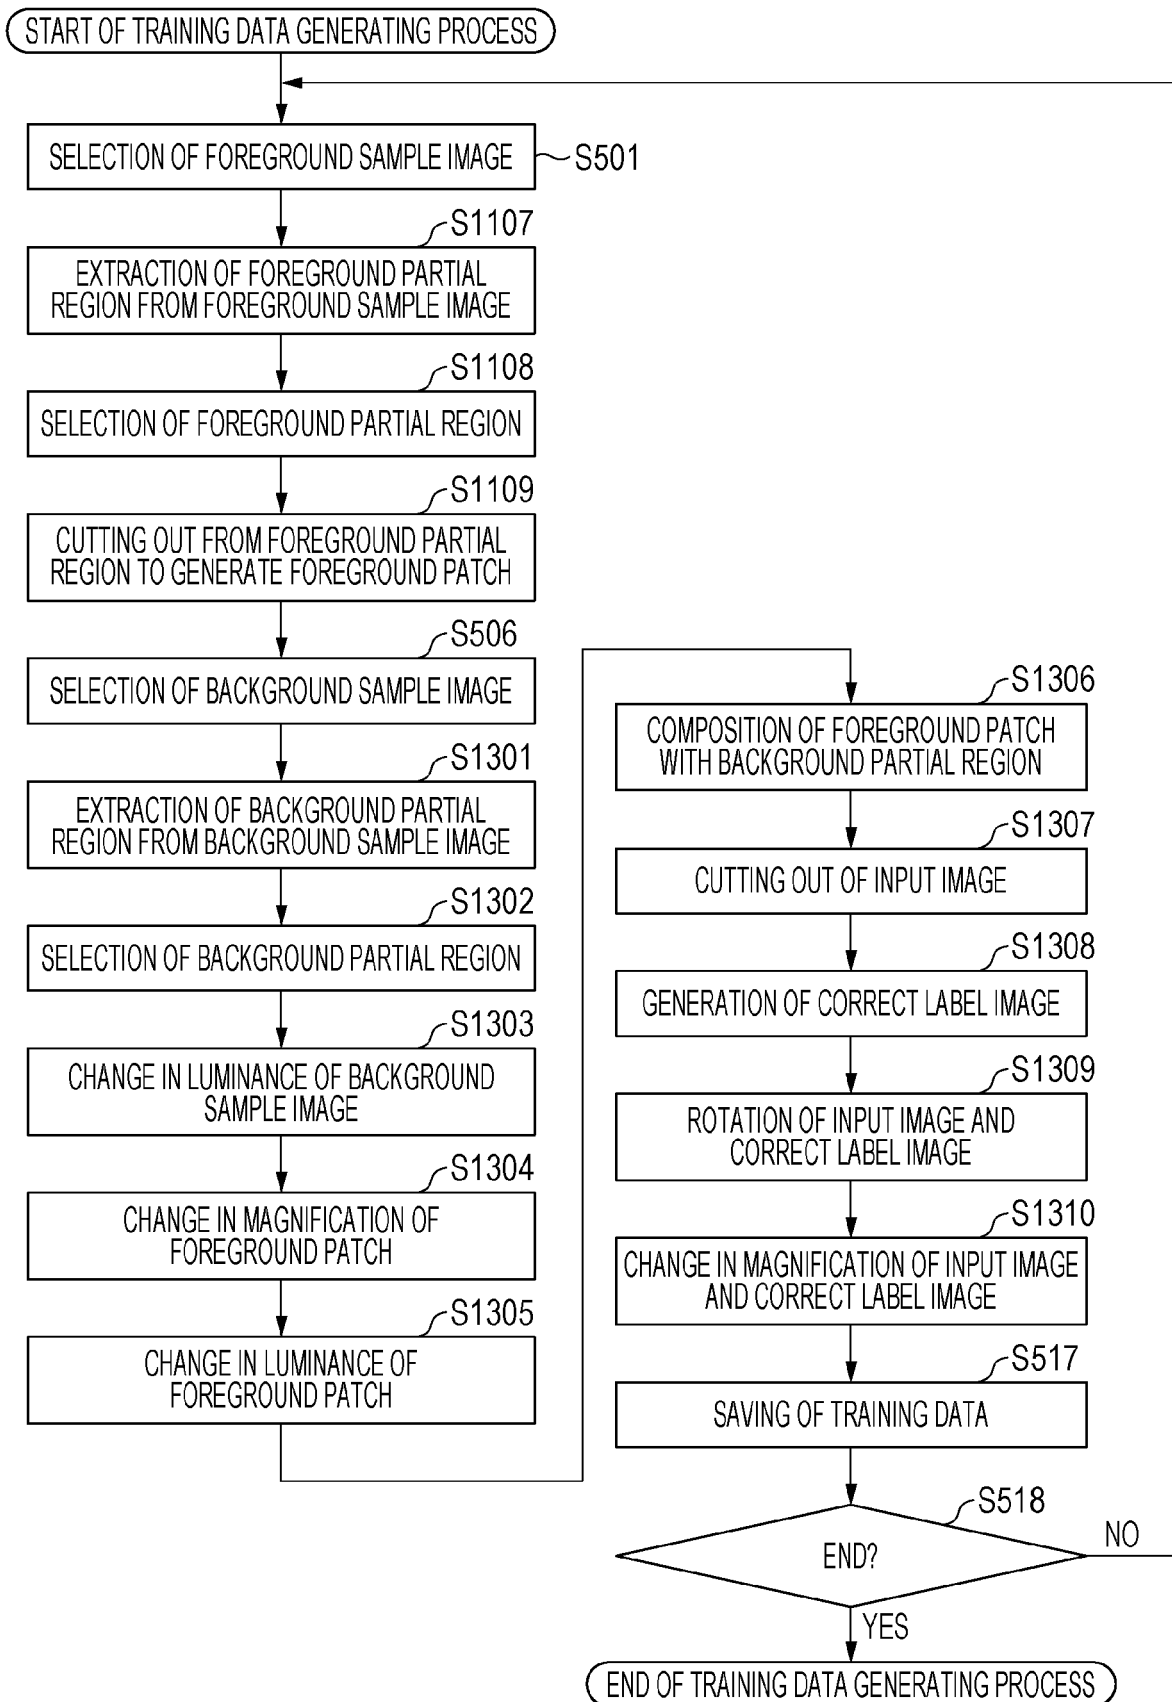 START OF TRAINING DATA GENERATING PROCESS
SELECTION OF FOREGROUND SAMPLE IMAGE
S501
S1107
EXTRACTION OF FOREGROUND PARTIAL
REGION FROM FOREGROUND SAMPLE IMAGE
S1108
SELECTION OF FOREGROUND PARTIAL REGION
S1109
CUTTING OUT FROM FOREGROUND PARTIAL
REGION TO GENERATE FOREGROUND PATCH
S506
SELECTION OF BACKGROUND SAMPLE IMAGE
S1301
EXTRACTION OF BACKGROUND PARTIAL
REGION FROM BACKGROUND SAMPLE IMAGE
S1302
SELECTION OF BACKGROUND PARTIAL REGION
S1303
CHANGE IN LUMINANCE OF BACKGROUND
SAMPLE IMAGE
S1304
CHANGE IN MAGNIFICATION OF
FOREGROUND PATCH
S1305
CHANGE IN LUMINANCE OF
FOREGROUND PATCH
S1306
COMPOSITION OF FOREGROUND PATCH
WITH BACKGROUND PARTIAL REGION
S1307
CUTTING OUT OF INPUT IMAGE
S1308
GENERATION OF CORRECT LABEL IMAGE
S1309
ROTATION OF INPUT IMAGE AND
CORRECT LABEL IMAGE
S1310
CHANGE IN MAGNIFICATION OF INPUT IMAGE
AND CORRECT LABEL IMAGE
S517
SAVING OF TRAINING DATA
S518
END?
NO
YES
END OF TRAINING DATA GENERATING PROCESS